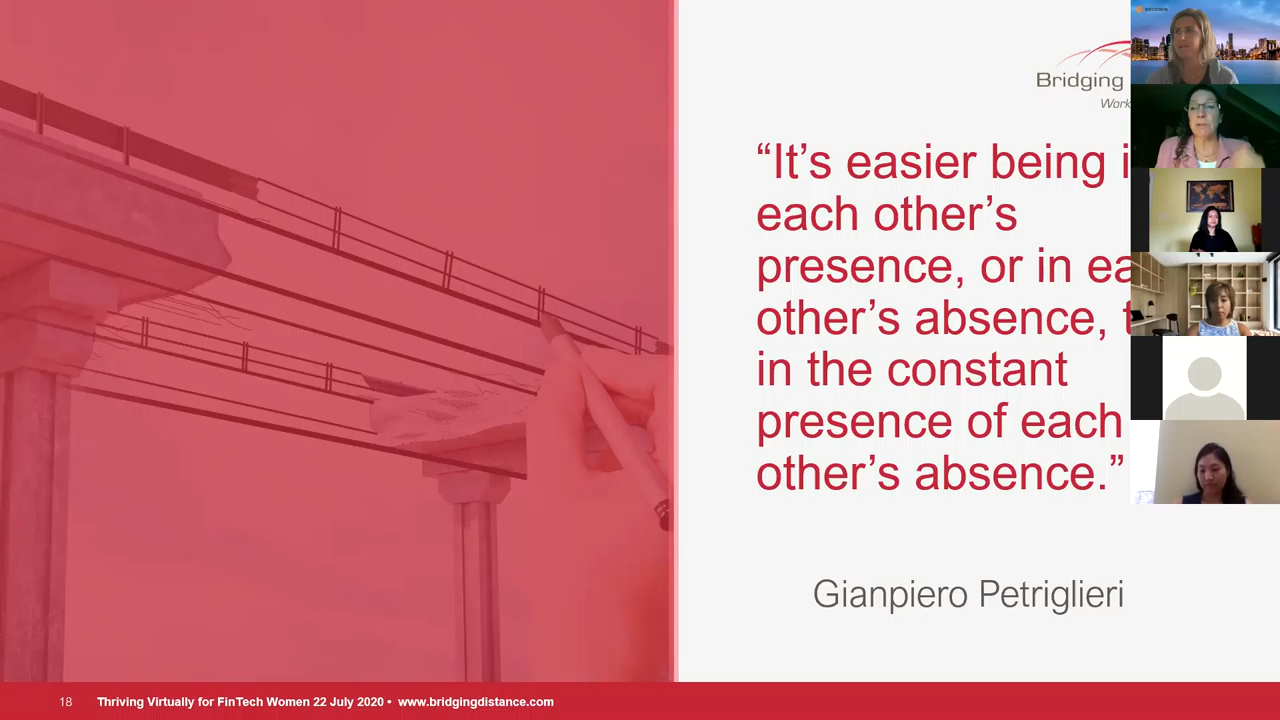 Bridging
Work
“It’s easier being i
each other’s
presence, or in ea
other’s absence, t
in the constant
presence of each
other’s absence.”
Gianpiero Petriglieri
18 Thriving Virtually for FinTech Women 22 July 2020 • www.bridgingdistance.com